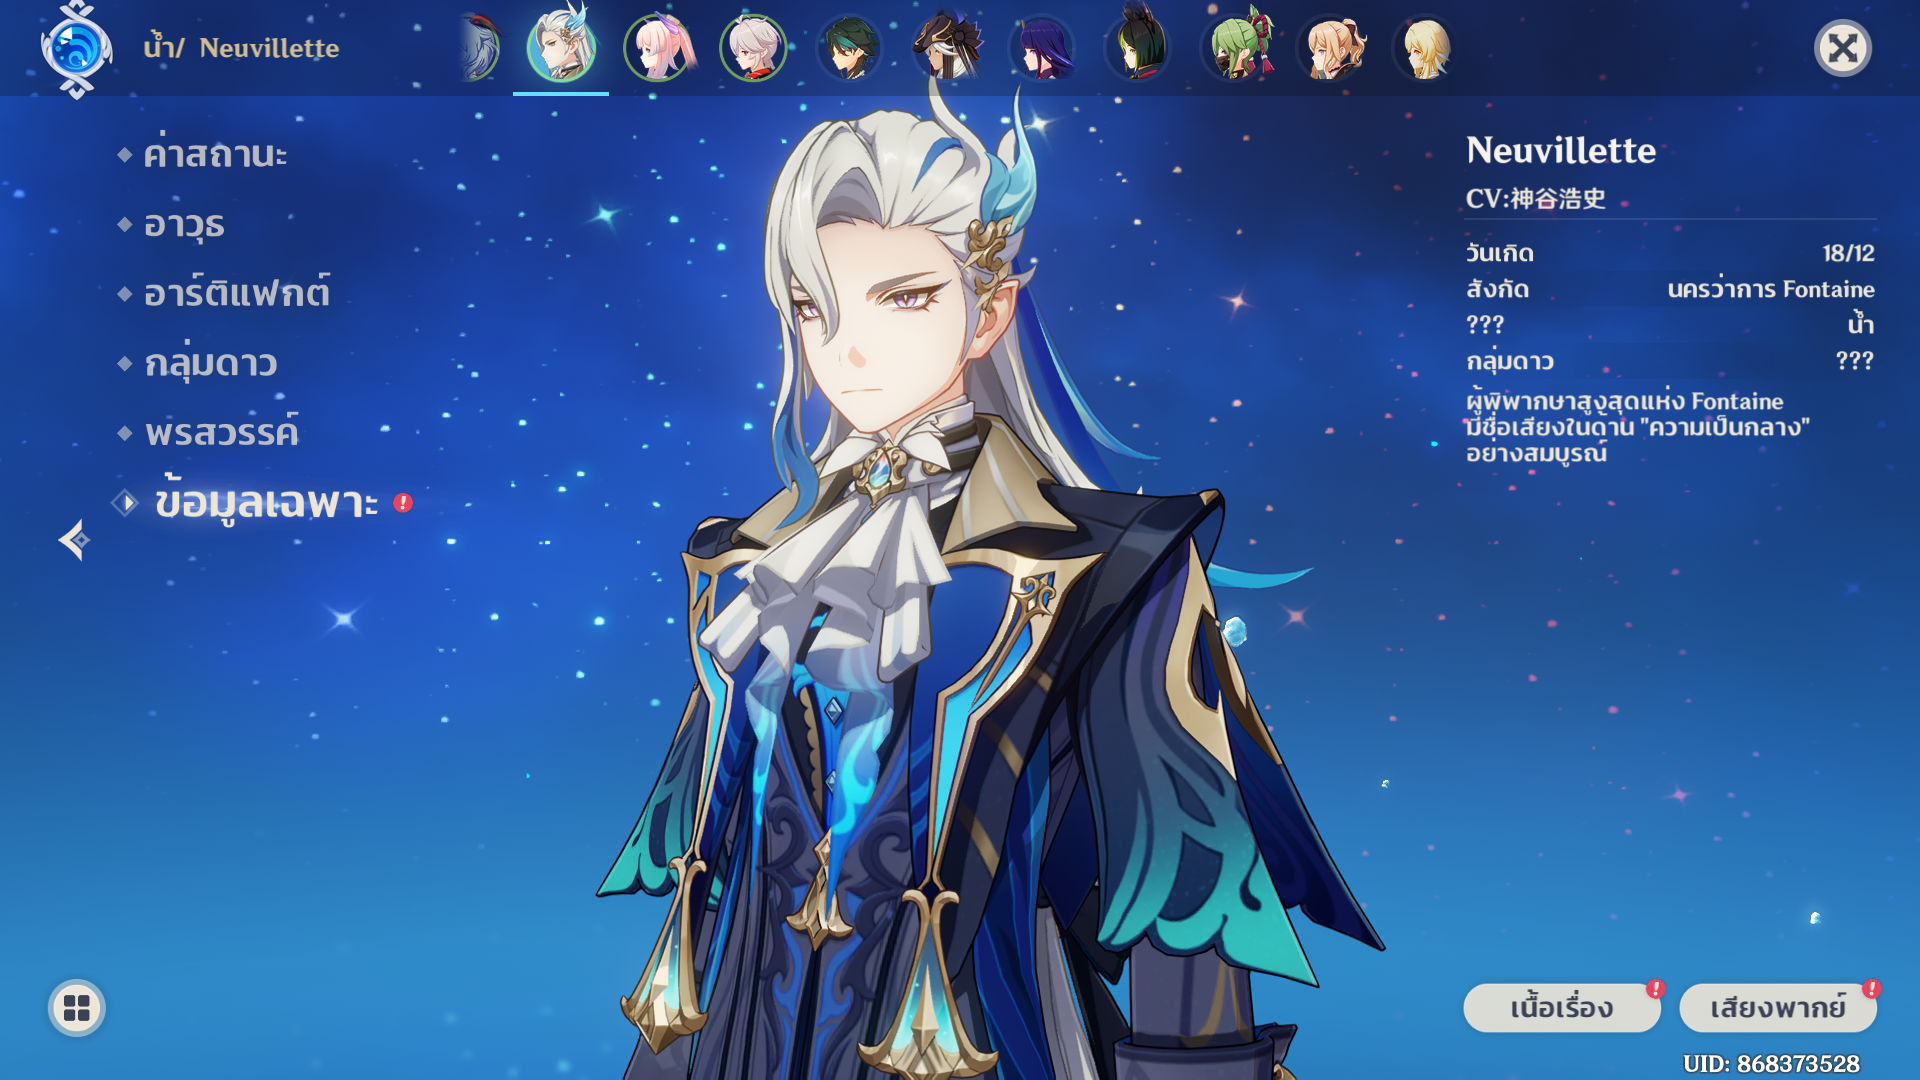 น้ำ/ Neuvillette
ค่าสถานะ
อาวุธ
อาร์ติแฟกต์
กลุ่มดาว
พรสวรรค์
ข้อมูลเฉพาะ
Neuvillette
CV:神谷浩史
วันเกิด 18/12
สังกัด นครว่าการ Fontaine
??? น้ำ
กลุ่มดาว ???
ผู้พิพากษาสูงสุดแห่ง Fontaine
มีชื่อเสียงในด้าน "ความเป็นกลาง"
อย่างสมบูรณ์
เนื้อเรื่อง
เสียงพากย์
UID: 868373528